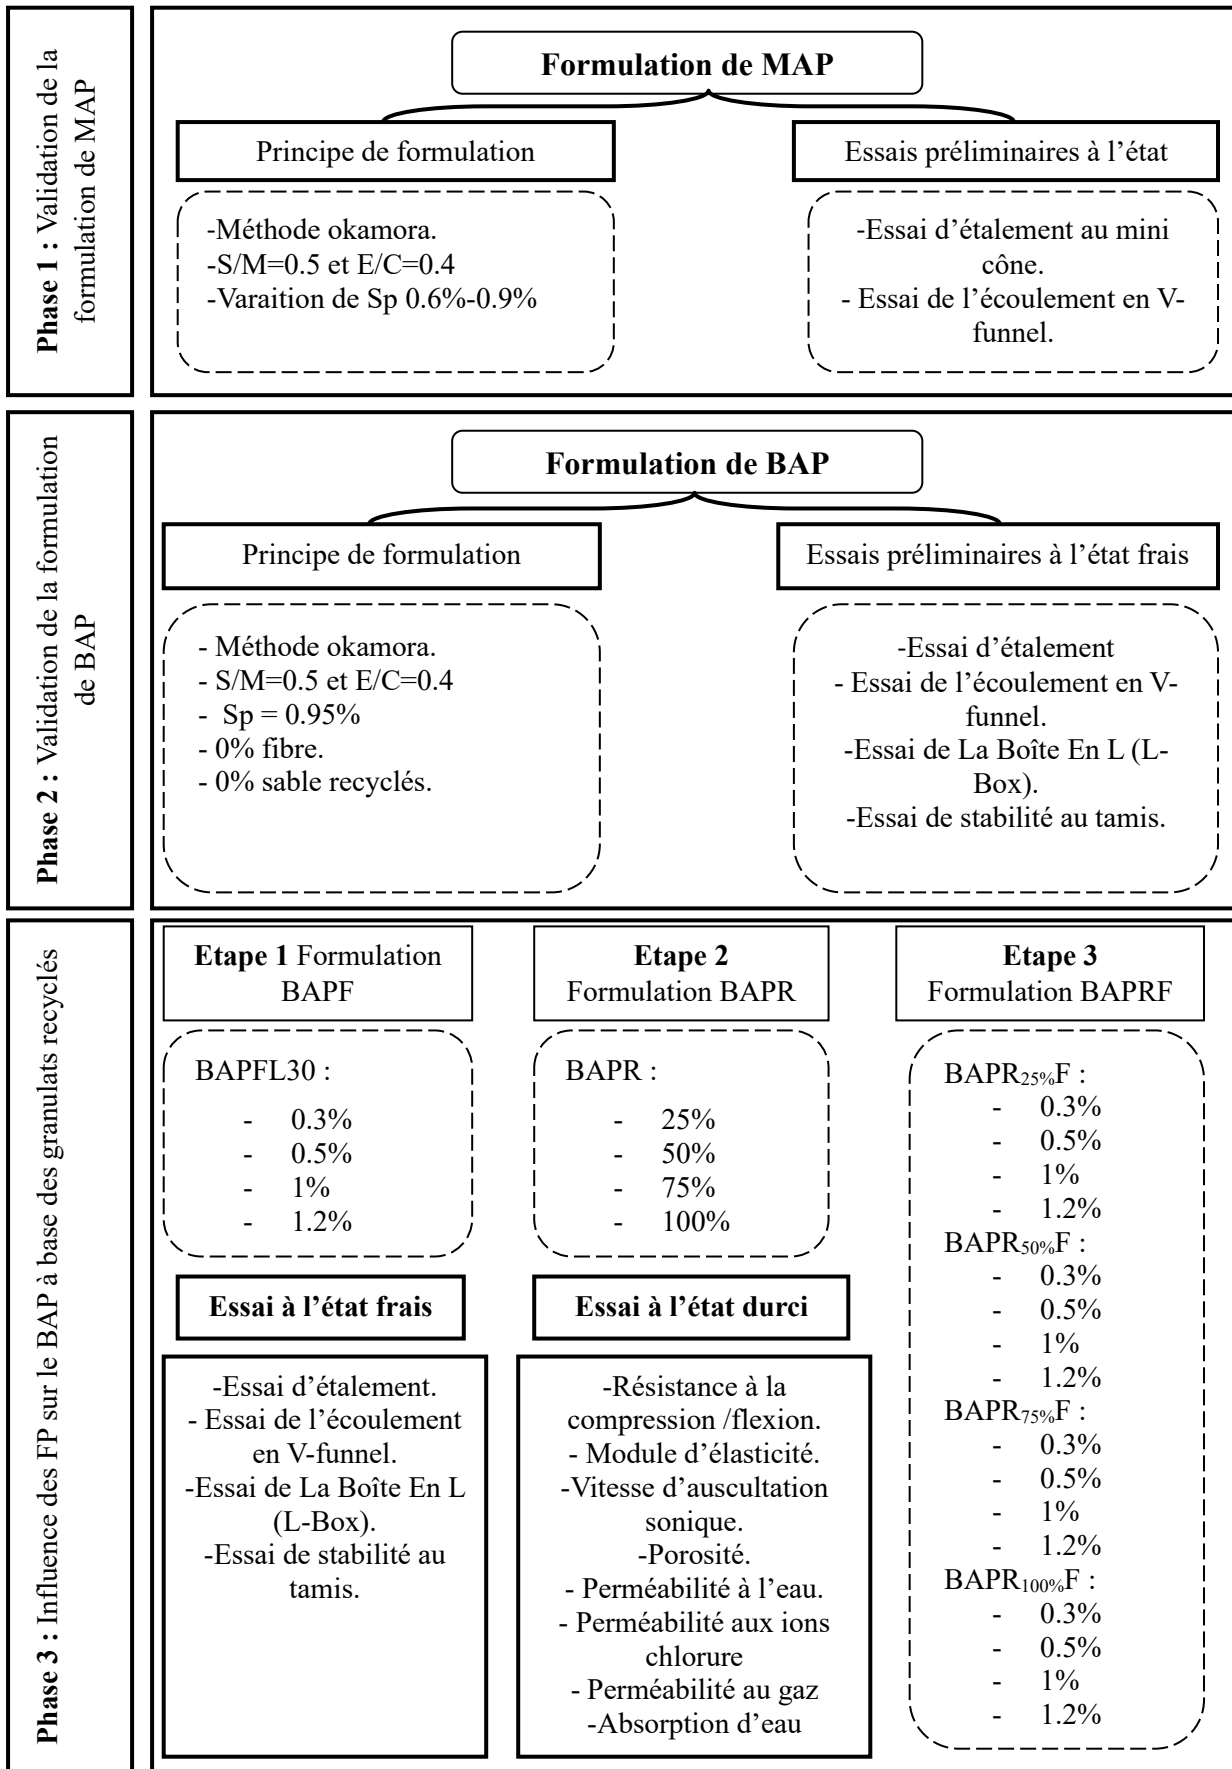 Phase 1 : Validation de la
formulation de MAP
Formulation de MAP
Principe de formulation
-Méthode okamora.
-S/M=0.5 et E/C=0.4
-Varaition de Sp 0.6%-0.9%
Essais préliminaires à l’état
-Essai d’étalement au mini
cône.
- Essai de l’écoulement en V-
funnel.
Phase 2 : Validation de la formulation
de BAP
Formulation de BAP
Principe de formulation
- Méthode okamora.
- S/M=0.5 et E/C=0.4
- Sp = 0.95%
- 0% fibre.
- 0% sable recyclés.
Essais préliminaires à l’état frais
-Essai d’étalement
- Essai de l’écoulement en V-
funnel.
-Essai de La Boîte En L (L-
Box).
-Essai de stabilité au tamis.
Phase 3 : Influence des FP sur le BAP à base des granulats recyclés
Etape 1 Formulation
BAPF
BAPFL30 :
- 0.3%
- 0.5%
- 1%
- 1.2%
Essai à l’état frais
-Essai d’étalement.
- Essai de l’écoulement
en V-funnel.
-Essai de La Boîte En L
(L-Box).
-Essai de stabilité au
tamis.
Etape 2
Formulation BAPR
BAPR :
- 25%
- 50%
- 75%
- 100%
Essai à l’état durci
-Résistance à la
compression /flexion.
- Module d’élasticité.
-Vitesse d’auscultation
sonique.
-Porosité.
- Perméabilité à l’eau.
- Perméabilité aux ions
chlorure
- Perméabilité au gaz
-Absorption d’eau
Etape 3
Formulation BAPRF
BAPR25%F :
- 0.3%
- 0.5%
- 1%
- 1.2%
BAPR50%F :
- 0.3%
- 0.5%
- 1%
- 1.2%
BAPR75%F :
- 0.3%
- 0.5%
- 1%
- 1.2%
BAPR100%F :
- 0.3%
- 0.5%
- 1%
- 1.2%